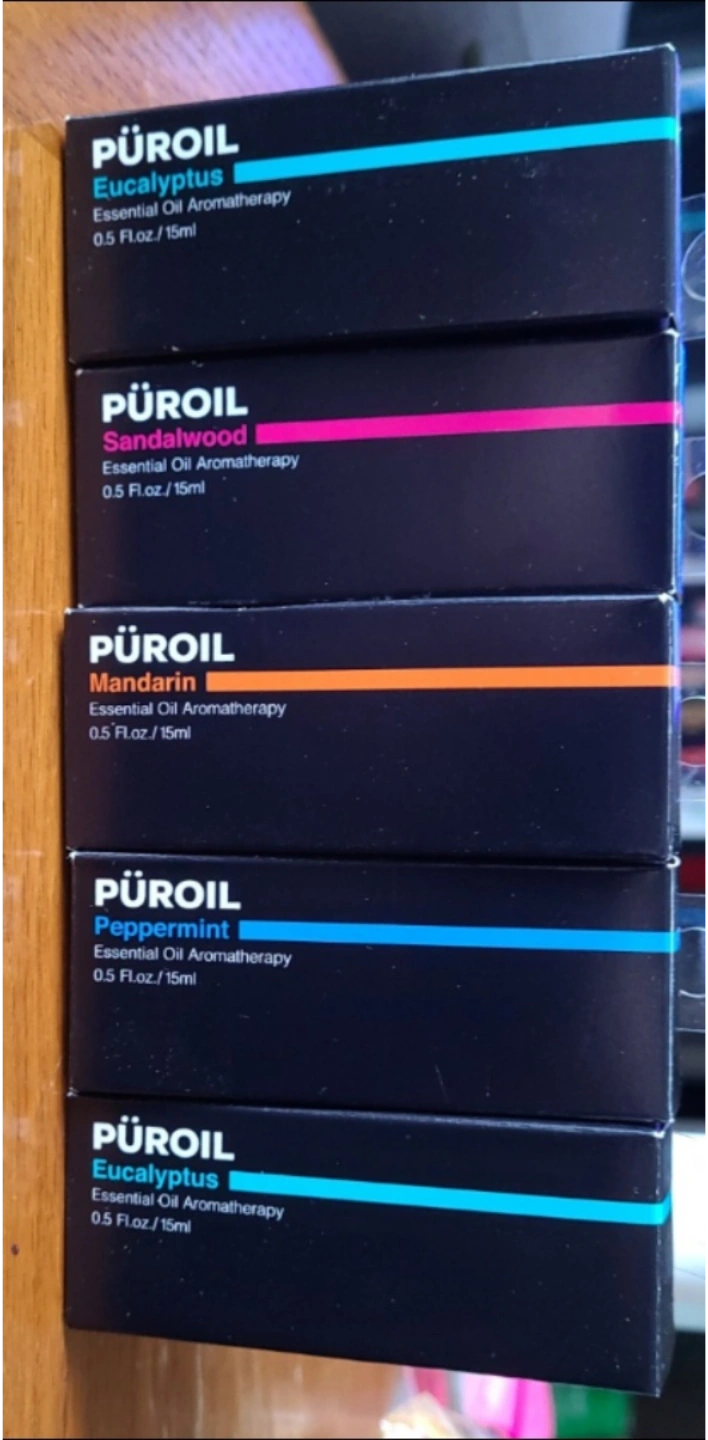 PÜROIL
Eucalyptus
Essential Oil Aromatherapy
0.5 Fl.oz./15ml
PÜROIL
Sandalwood
Essential Oil Aromatherapy
0.5 Fl.oz./15ml
PÜROIL
Mandarin
Essential Oil Aromatherapy
0.5 Fl.oz./15ml
PÜROIL
Peppermint
Essential Oil Aromatherapy
0.5 Fl.oz./15ml
PÜROIL
Eucalyptus
Essential Oil Aromatherapy
0.5 Fl.oz./15ml